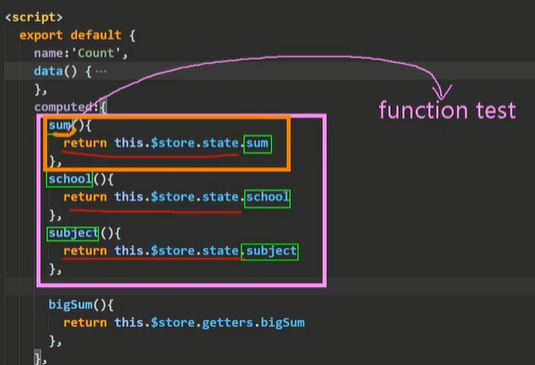 <script>
export default {
name:'Count',
data() { ···
},
computed:{
function test
sum(){
return this.$store.state.sum
},
school(){
return this.$store.state.school
},
subject(){
return this.$store.state.subject
},
bigSum(){
return this.$store.getters.bigSum
},
},